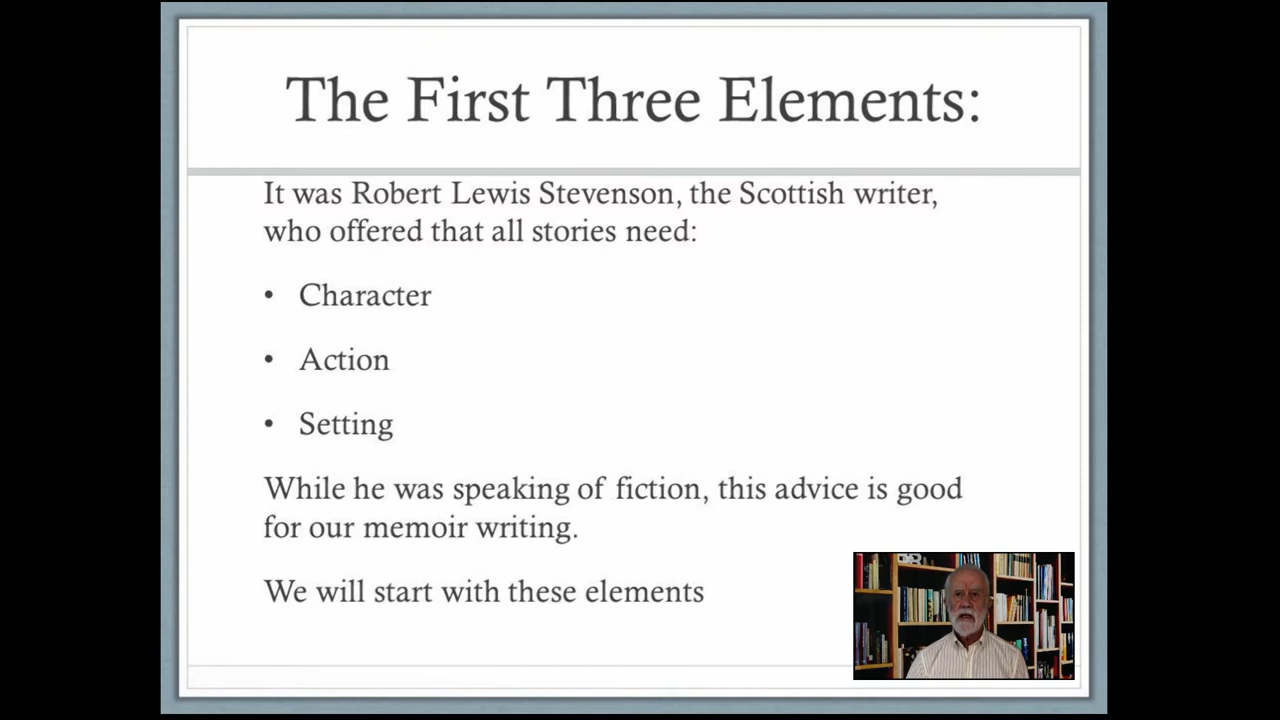 The First Three Elements:
It was Robert Lewis Stevenson, the Scottish writer,
who offered that all stories need:
• Character
• Action
• Setting
While he was speaking of fiction, this advice is good
for our memoir writing.
We will start with these elements